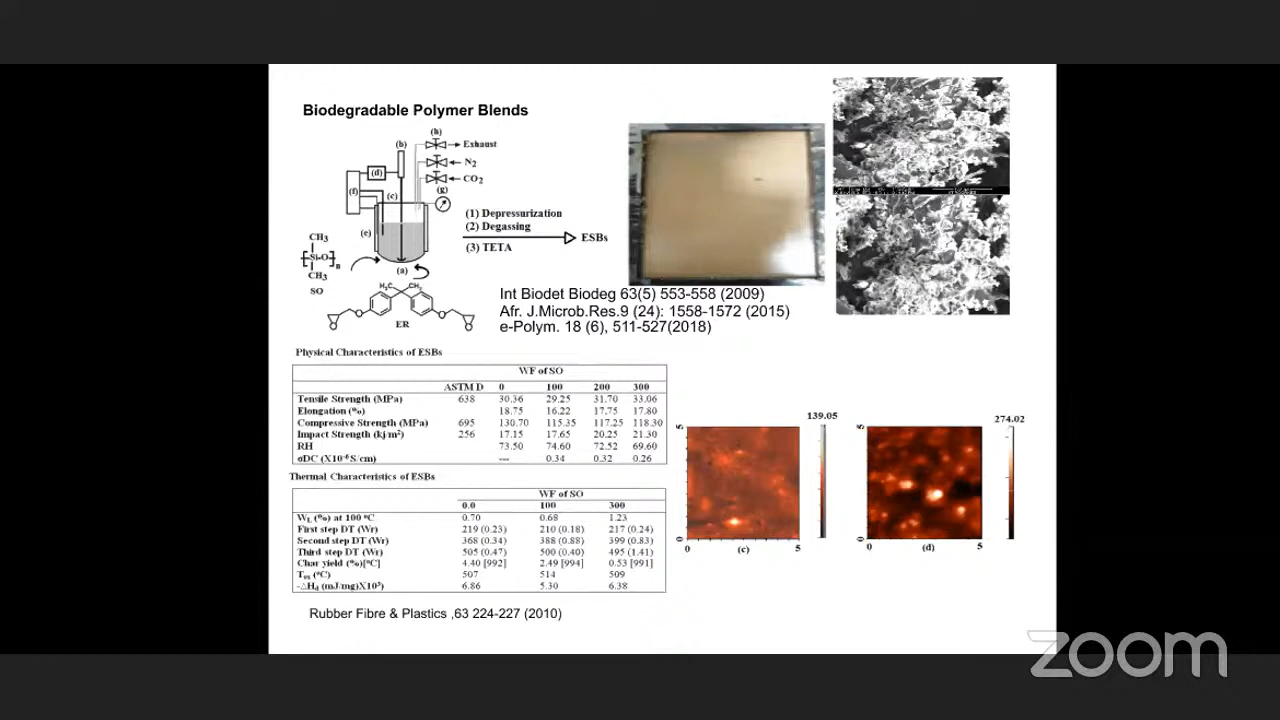 Biodegradable Polymer Blends
(h)
(b)
Exhaust
N2
(d)
CO2
(f)
(g)
(c)
(1) Depressurization
(2) Degassing
(3) TETA
ESBs
(e)
CH3
Si-O
n
CH3
(a)
SO
H3C CH3
O O
O O
ER
Int Biodet Biodeg 63(5) 553-558 (2009)
Afr. J.Microb.Res.9 (24): 1558-1572 (2015)
e-Polym. 18 (6), 511-527(2018)
Physical Characteristics of ESBs
WF of SO
ASTM D 0 100 200 300
Tensile Strength (MPa) 638 30.36 29.25 31.70 33.06
Elongation (%) 18.75 16.22 17.75 17.80
Compressive Strength (MPa) 695 130.70 115.35 117.25 118.30
Impact Strength (kj/m2) 256 17.15 17.65 20.25 21.30
RH 73.50 74.60 72.52 69.60
σDC (X10-6 S/cm) --- 0.34 0.32 0.26
Thermal Characteristics of ESBs
WF of SO
0.0 100 300
WL (%) at 100 °C 0.70 0.68 1.23
First step DT (Wr) 219 (0.23) 210 (0.18) 217 (0.24)
Second step DT (Wr) 368 (0.34) 388 (0.88) 399 (0.83)
Third step DT (Wr) 505 (0.47) 500 (0.40) 495 (1.41)
Char yield (%)[°C] 4.40 [992] 2.49 [994] 0.53 [991]
(°C) 507 514 509
-△Hd (mJ/mg)X103) 6.86 5.30 6.38
139.05
5
0
0 5
(c)
274.02
5
0
0 5
(d)
Rubber Fibre & Plastics ,63 224-227 (2010)
zoom